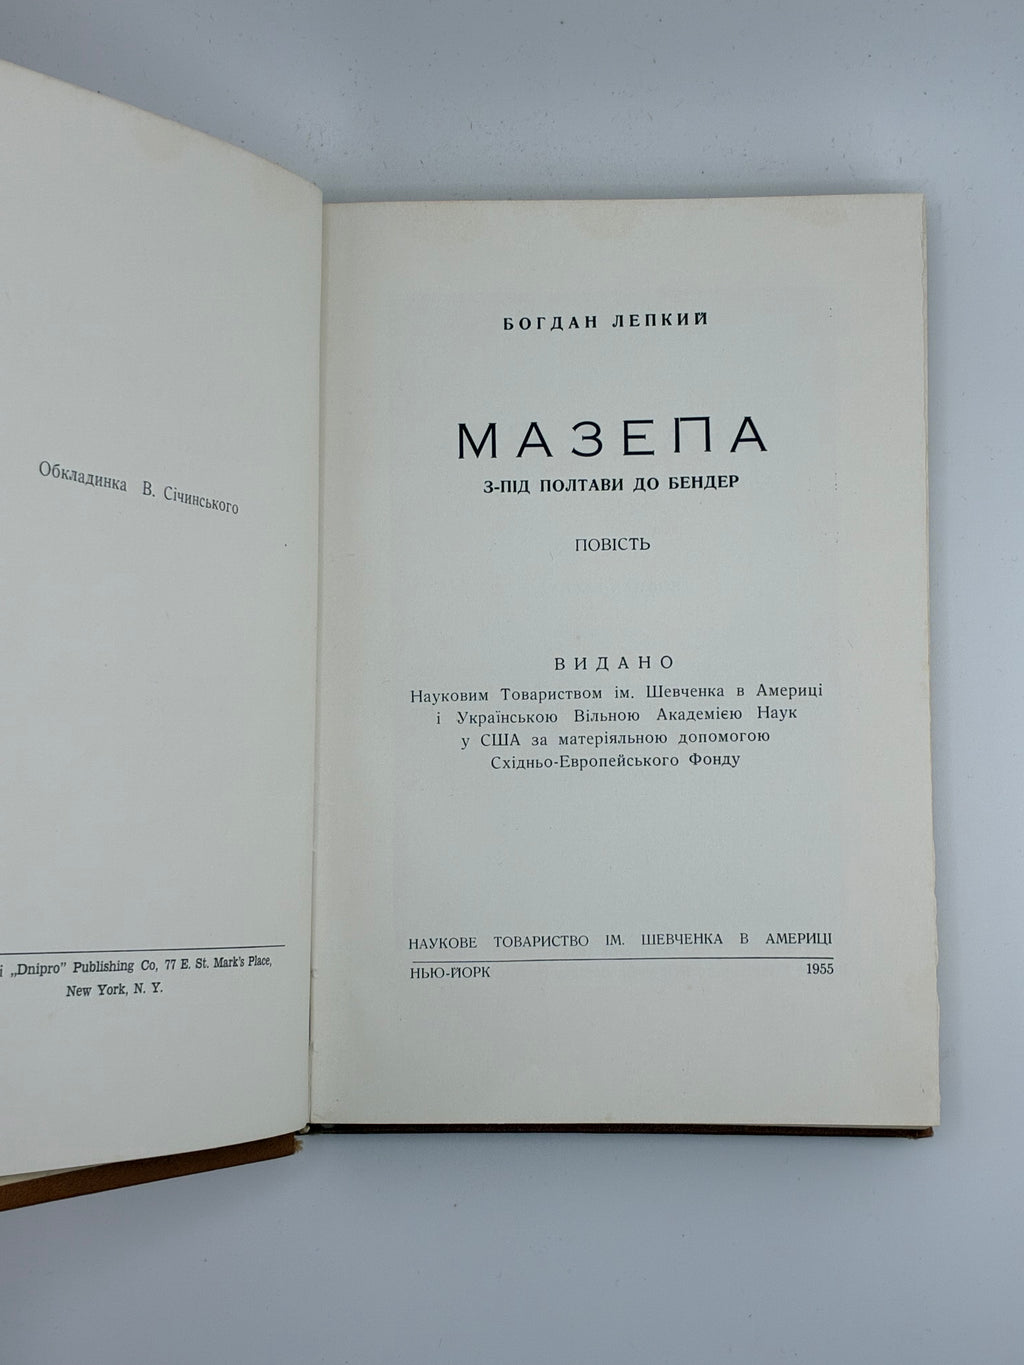 Обкладинка В. Січинського
і „Dnipro” Publishing Co, 77 E. St. Mark's Place,
New York, N. Y.
БОГДАН ЛЕПКИЙ
МАЗЕПА
З-ПІД ПОЛТАВИ ДО БЕНДЕР
ПОВІСТЬ
ВИДАНО
Науковим Товариством ім. Шевченка в Америці
і Українською Вільною Академією Наук
у США за матеріяльною допомогою
Східньо-Европейського Фонду
НАУКОВЕ ТОВАРИСТВО ІМ. ШЕВЧЕНКА В АМЕРИЦІ
НЬЮ-ЙОРК 1955